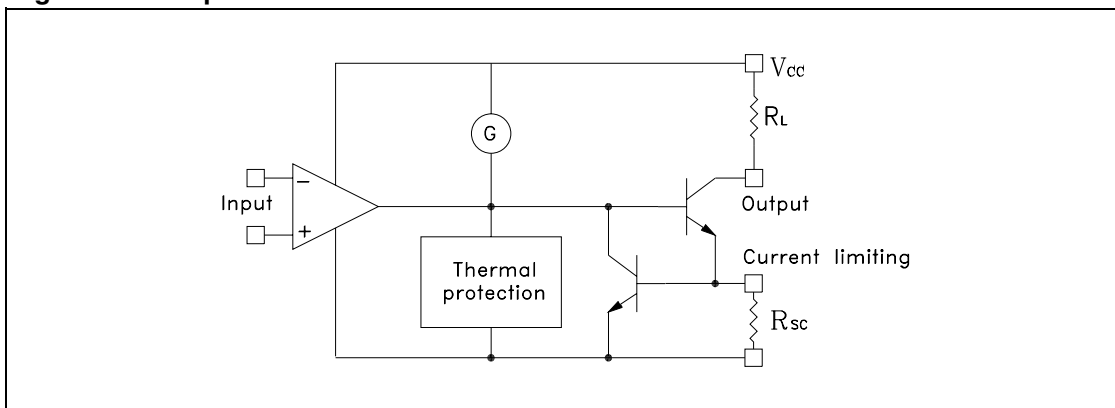 VCC
RL
G
−
Input
+
Output
Thermal
protection
Current limiting
RSC